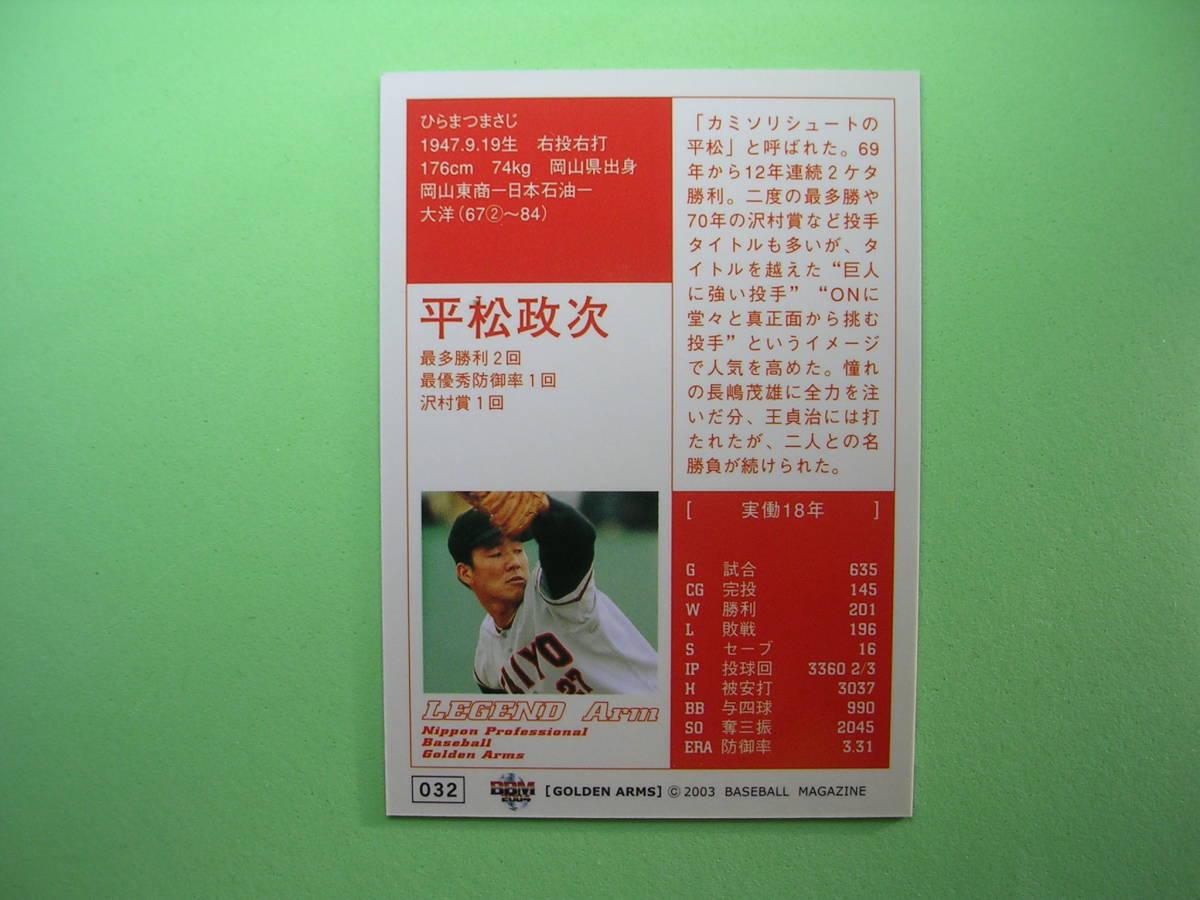 ひらまつまさじ
1947.9.19生　右投右打
176cm　74kg　岡山県出身
岡山東商ー日本石油ー
大洋（67②〜84）
平松政次
最多勝利２回
最優秀防御率１回
沢村賞１回
「カミソリシュートの
平松」と呼ばれた。69
年から12年連続２ケタ
勝利。二度の最多勝や
70年の沢村賞など投手
タイトルも多いが、タ
イトルを越えた“巨人
に強い投手”“ONに
堂々と真正面から挑む
投手”というイメージ
で人気を高めた。憧れ
の長嶋茂雄に全力を注
いだ分、王貞治には打
たれたが、二人との名
勝負が続けられた。
[　実働18年　]
G 試合 635
CG 完投 145
W 勝利 201
L 敗戦 196
S セーブ 16
IP 投球回 3360 2/3
H 被安打 3037
BB 与四球 990
SO 奪三振 2045
ERA 防御率 3.31
AIYO
27
LEGEND Arm
Nippon Professional
Baseball
Golden Arms
032 BBM 2004 [GOLDEN ARMS] © 2003 BASEBALL MAGAZINE